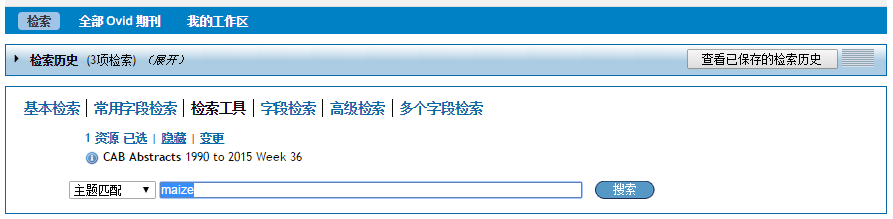 检索 全部 Ovid 期刊 我的工作区
检索历史 (3项检索) (展开) 查看已保存的检索历史
基本检索 | 常用字段检索 | 检索工具 | 字段检索 | 高级检索 | 多个字段检索
1 资源 已选 | 隐藏 | 变更
CAB Abstracts 1990 to 2015 Week 36
主题匹配 maize 搜索